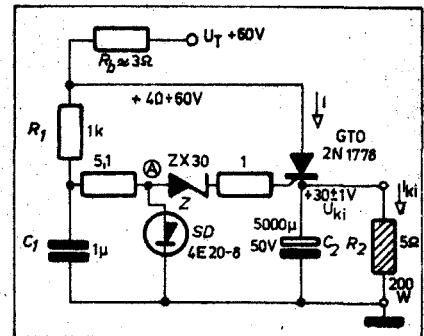 U_T +60V
R_b ≈ 3Ω
+40÷60V
I
R₁
1k
GTO
2N1778
5,1
A
ZX30
1
Z
+30±1V
U_ki
I_ki
SD
4E20-8
C₁
1μ
5000μ
50V
C₂
R₂
5Ω
200
W